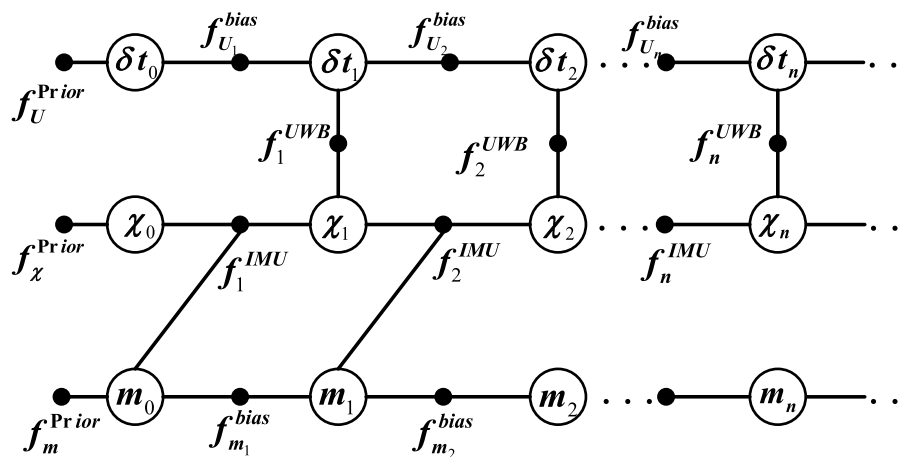 f_{U_1}^{bias} f_{U_2}^{bias} f_{U_n}^{bias}
δt_0 δt_1 δt_2 . . . δt_n . .
f_U^{Prior}
f_1^{UWB} f_2^{UWB} f_n^{UWB}
χ_0 χ_1 χ_2 . . . χ_n . .
f_χ^{Prior} f_1^{IMU} f_2^{IMU} f_n^{IMU}
m_0 m_1 m_2 . . . m_n . .
f_m^{Prior} f_{m_1}^{bias} f_{m_2}^{bias}